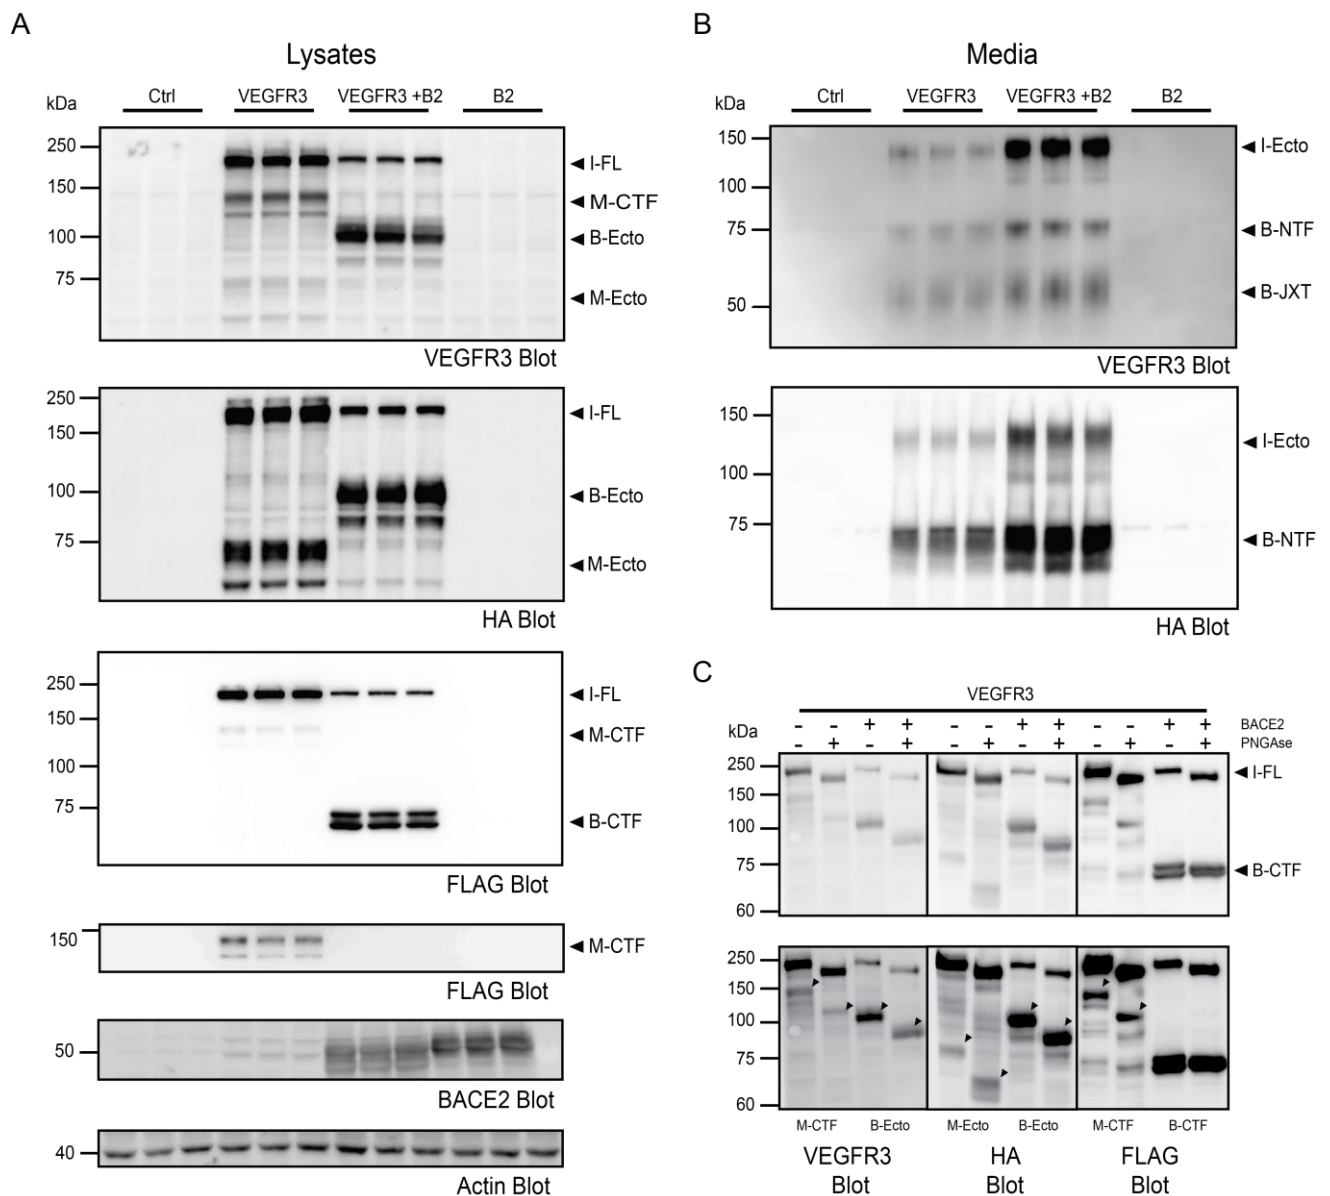 A
Lysates
kDa
Ctrl VEGFR3 VEGFR3 +B2 B2
250
150
100
75
I-FL
M-CTF
B-Ecto
M-Ecto
VEGFR3 Blot
250
150
100
75
I-FL
B-Ecto
M-Ecto
HA Blot
250
150
100
75
I-FL
M-CTF
B-CTF
FLAG Blot
150
M-CTF
FLAG Blot
50
BACE2 Blot
40
Actin Blot
B
Media
kDa
Ctrl VEGFR3 VEGFR3 +B2 B2
150
100
75
50
I-Ecto
B-NTF
B-JXT
VEGFR3 Blot
150
100
75
I-Ecto
B-NTF
HA Blot
C
VEGFR3
- - + + - - + + - - + + BACE2
- + - + - + - + - + - + PNGAse
kDa
250
150
100
75
60
I-FL
B-CTF
250
150
100
75
60
M-CTF B-Ecto M-Ecto B-Ecto M-CTF B-CTF
VEGFR3 HA FLAG
Blot Blot Blot